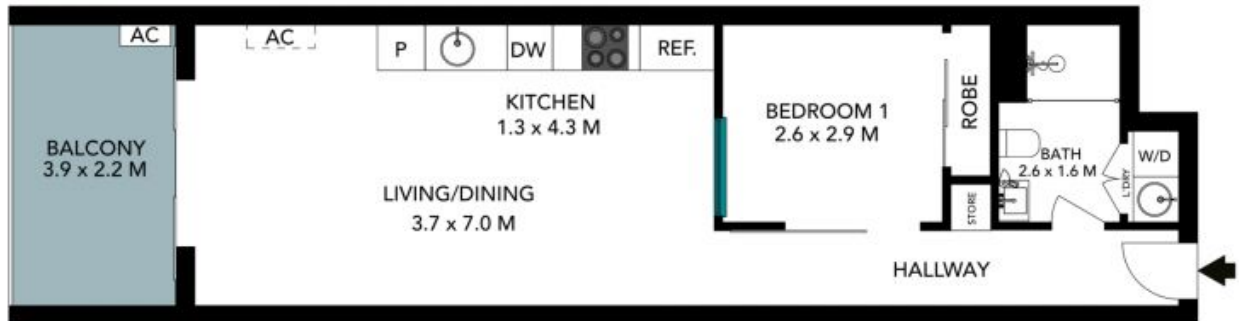 AC
BALCONY
3.9 x 2.2 M
AC
P
DW
REF.
KITCHEN
1.3 x 4.3 M
LIVING/DINING
3.7 x 7.0 M
BEDROOM 1
2.6 x 2.9 M
ROBE
STORE
BATH
2.6 x 1.6 M
L'DRY
W/D
HALLWAY